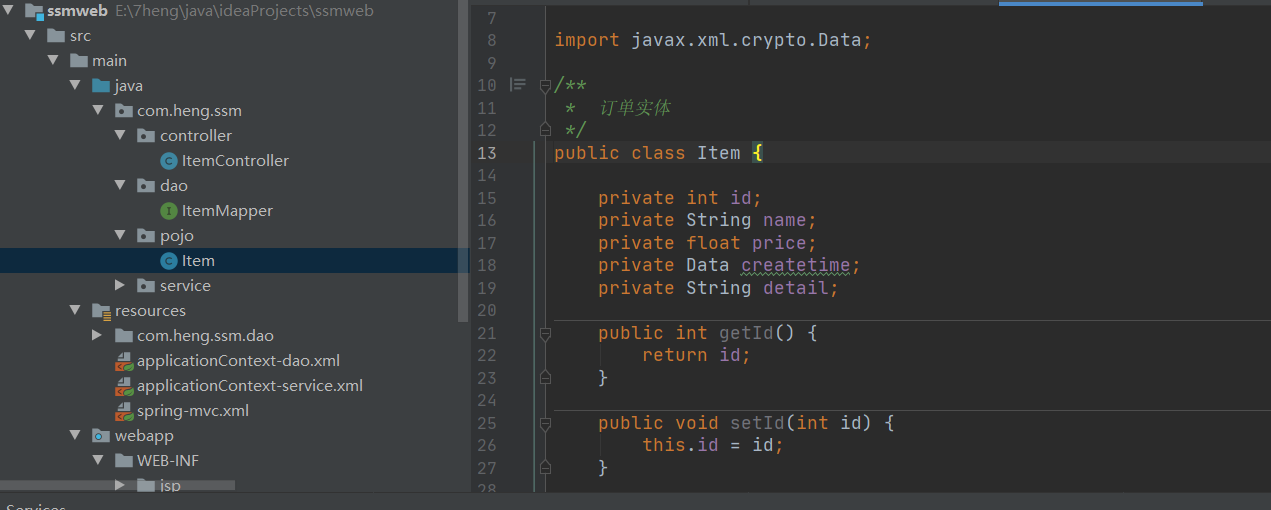 ssmweb E:\7heng\java\ideaProjects\ssmweb
src
main
java
com.heng.ssm
controller
ItemController
dao
ItemMapper
pojo
Item
service
resources
com.heng.ssm.dao
applicationContext-dao.xml
applicationContext-service.xml
spring-mvc.xml
webapp
WEB-INF
jsp
Services
7
8 import javax.xml.crypto.Data;
9
10 /**
11 * 订单实体
12 */
13 public class Item {
14
15 private int id;
16 private String name;
17 private float price;
18 private Data createtime;
19 private String detail;
20
21 public int getId() {
22 return id;
23 }
24
25 public void setId(int id) {
26 this.id = id;
27 }
28